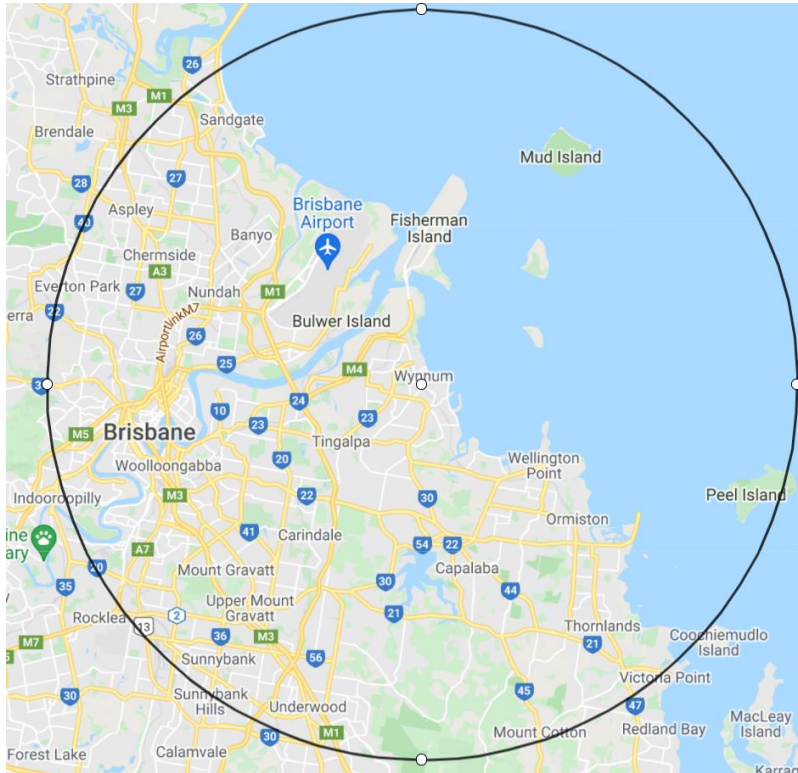 26
Strathpine
M1
M3
Sandgate
Brendale
Mud Island
28
27
Brisbane
Airport
Aspley
Fisherman
Island
40
Banyo
Chermside
A3
Everton Park
27
Nundah
M1
22
erra
AirportlinkM7
Bulwer Island
26
25
M4
Wynnum
3
24
10
23
23
M5
Brisbane
20
Tingalpa
Woolloongabba
Wellington
Point
M3
22
30
Indooroopilly
Peel Island
Ormiston
41
Carindale
ine
ary
54
22
A7
20
Mount Gravatt
Capalaba
35
30
44
Upper Mount
Gravatt
21
Rocklea
13
2
36
M3
Thornlands
21
Coochiemudlo
Island
M7
5
Sunnybank
56
Victoria Point
30
Sunnybank
Hills
45
Underwood
47
MacLeay
Island
Redland Bay
M1
Mount Cotton
30
Forest Lake
Calamvale
Karrag